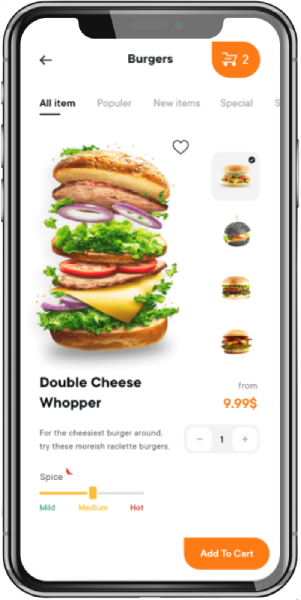 Burgers
2
All item Populer New items Special S
Double Cheese
Whopper
from
9.99$
For the cheesiest burger around,
try these moreish raclette burgers.
− 1 +
Spice
Mild Medium Hot
Add To Cart